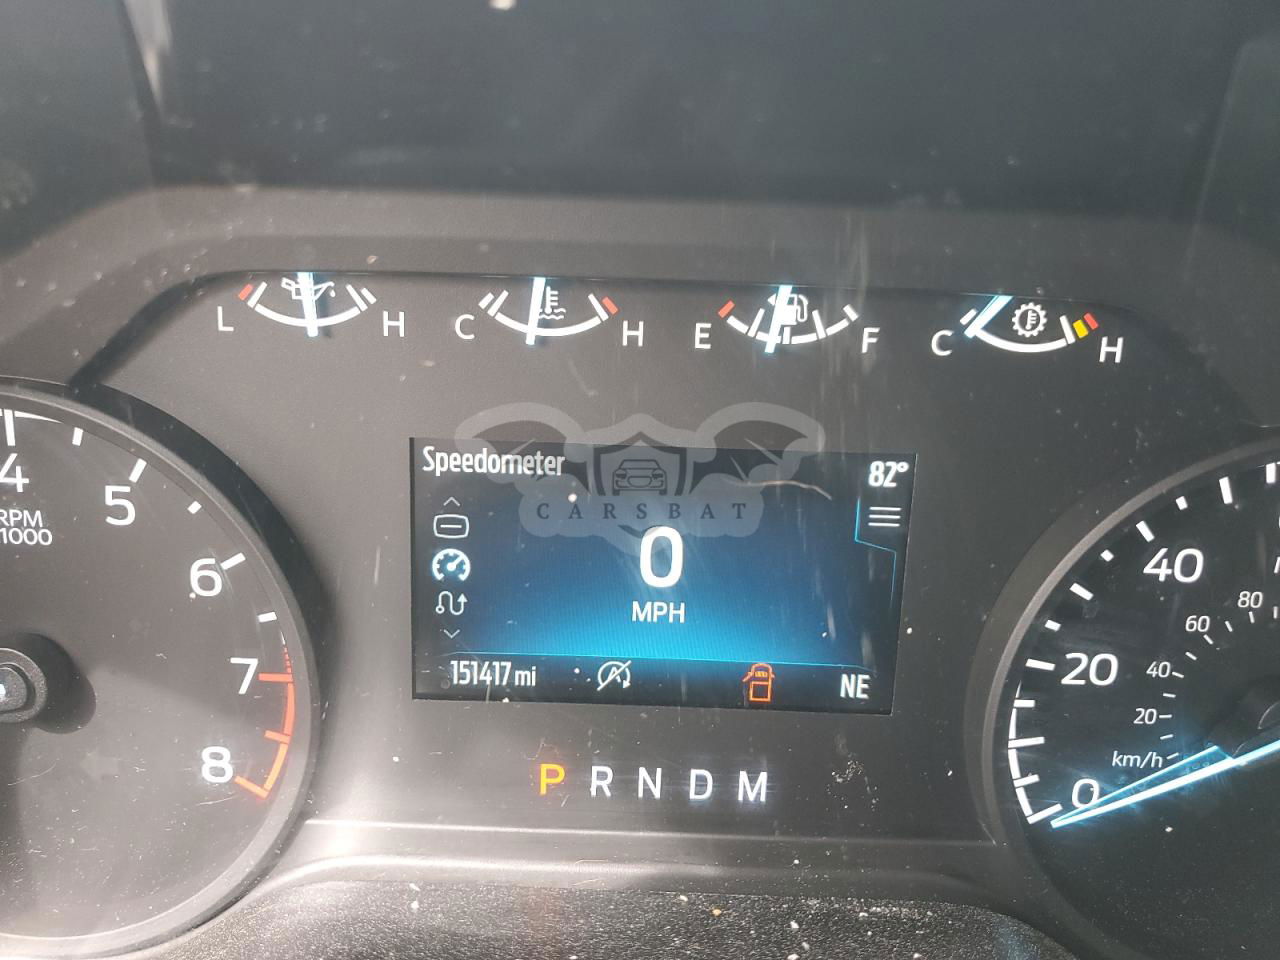 L H C H E F C H
Speedometer 82°
CARSBAT
0
MPH
151417 mi NE
P R N D M
4 5 6 7 8
RPM
1000
0 20 40
km/h 20 40 60 80